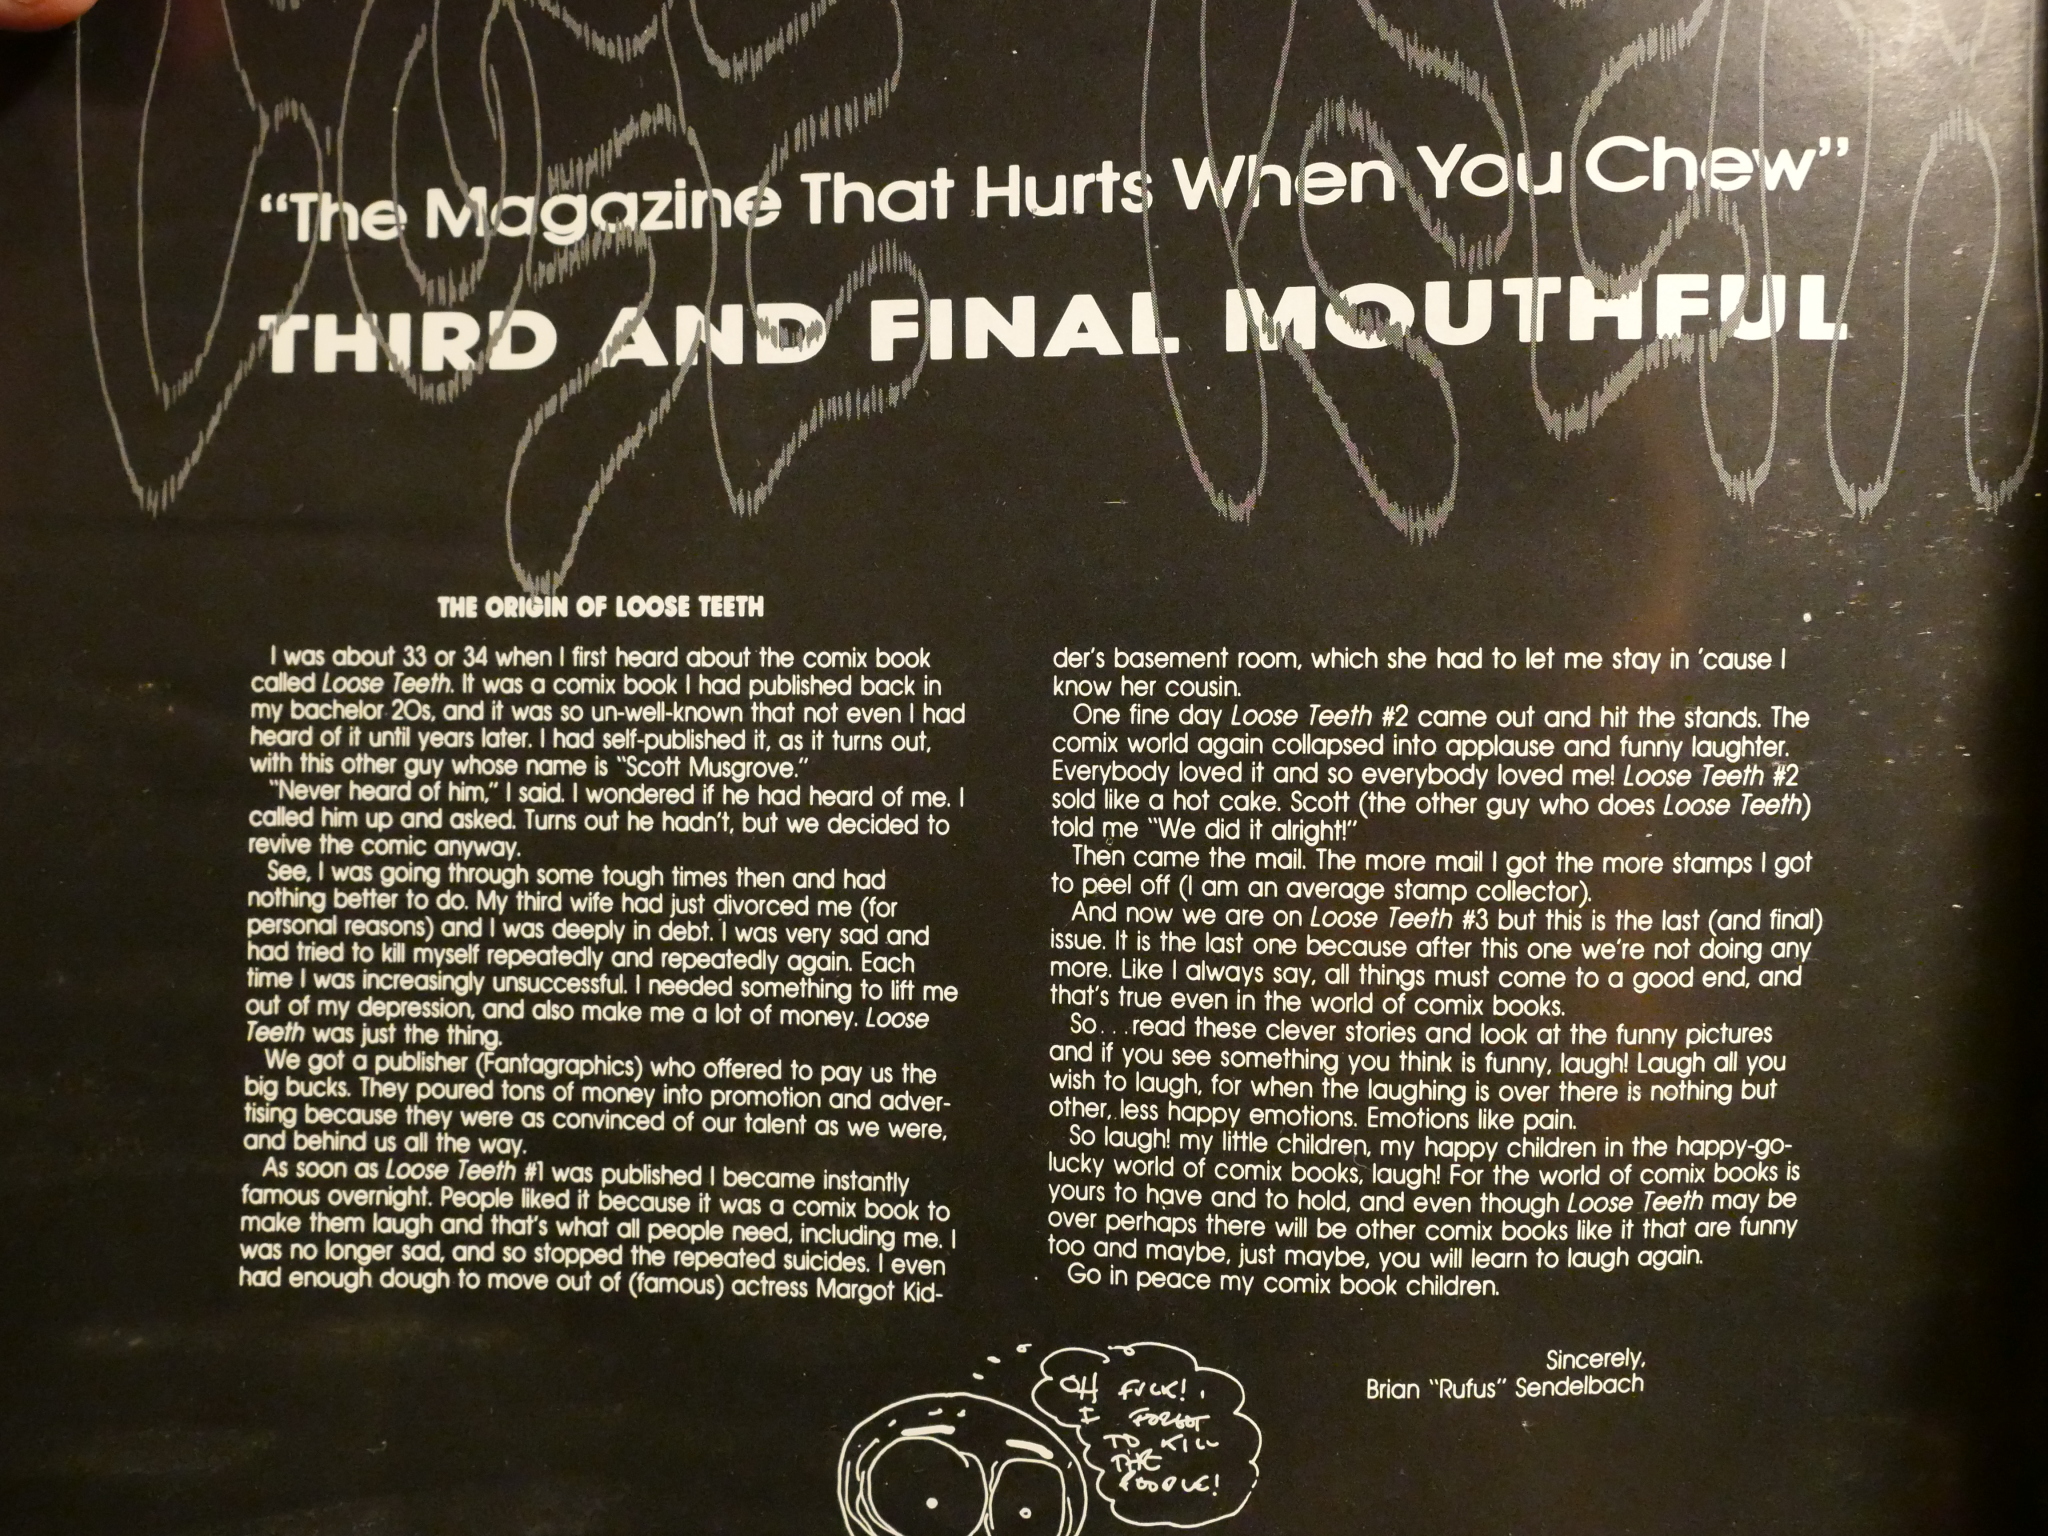 “The Magazine That Hurts When You Chew”
THIRD AND FINAL MOUTHFUL
THE ORIGIN OF LOOSE TEETH
I was about 33 or 34 when I first heard about the comix book
called Loose Teeth. It was a comix book I had published back in
my bachelor 20s, and it was so un-well-known that not even I had
heard of it until years later. I had self-published it, as it turns out,
with this other guy whose name is “Scott Musgrove.”
“Never heard of him,” I said. I wondered if he had heard of me. I
called him up and asked. Turns out he hadn’t, but we decided to
revive the comic anyway.
See, I was going through some tough times then and had
nothing better to do. My third wife had just divorced me (for
personal reasons) and I was deeply in debt. I was very sad and
had tried to kill myself repeatedly and repeatedly again. Each
time I was increasingly unsuccessful. I needed something to lift me
out of my depression, and also make me a lot of money. Loose
Teeth was just the thing.
We got a publisher (Fantagraphics) who offered to pay us the
big bucks. They poured tons of money into promotion and adver-
tising because they were as convinced of our talent as we were,
and behind us all the way.
As soon as Loose Teeth #1 was published I became instantly
famous overnight. People liked it because it was a comix book to
make them laugh and that’s what all people need, including me. I
was no longer sad, and so stopped the repeated suicides. I even
had enough dough to move out of (famous) actress Margot Kid-
der’s basement room, which she had to let me stay in ’cause I
know her cousin.
One fine day Loose Teeth #2 came out and hit the stands. The
comix world again collapsed into applause and funny laughter.
Everybody loved it and so everybody loved me! Loose Teeth #2
sold like a hot cake. Scott (the other guy who does Loose Teeth)
told me “We did it alright!”
Then came the mail. The more mail I got the more stamps I got
to peel off (I am an average stamp collector).
And now we are on Loose Teeth #3 but this is the last (and final)
issue. It is the last one because after this one we’re not doing any
more. Like I always say, all things must come to a good end, and
that’s true even in the world of comix books.
So. . .read these clever stories and look at the funny pictures
and if you see something you think is funny, laugh! Laugh all you
wish to laugh, for when the laughing is over there is nothing but
other, less happy emotions. Emotions like pain.
So laugh! my little children, my happy children in the happy-go-
lucky world of comix books, laugh! For the world of comix books is
yours to have and to hold, and even though Loose Teeth may be
over perhaps there will be other comix books like it that are funny
too and maybe, just maybe, you will learn to laugh again.
Go in peace my comix book children.
Sincerely,
Brian “Rufus” Sendelbach
OH FUCK!
I FORGOT
TO KILL
THE
POODLE!